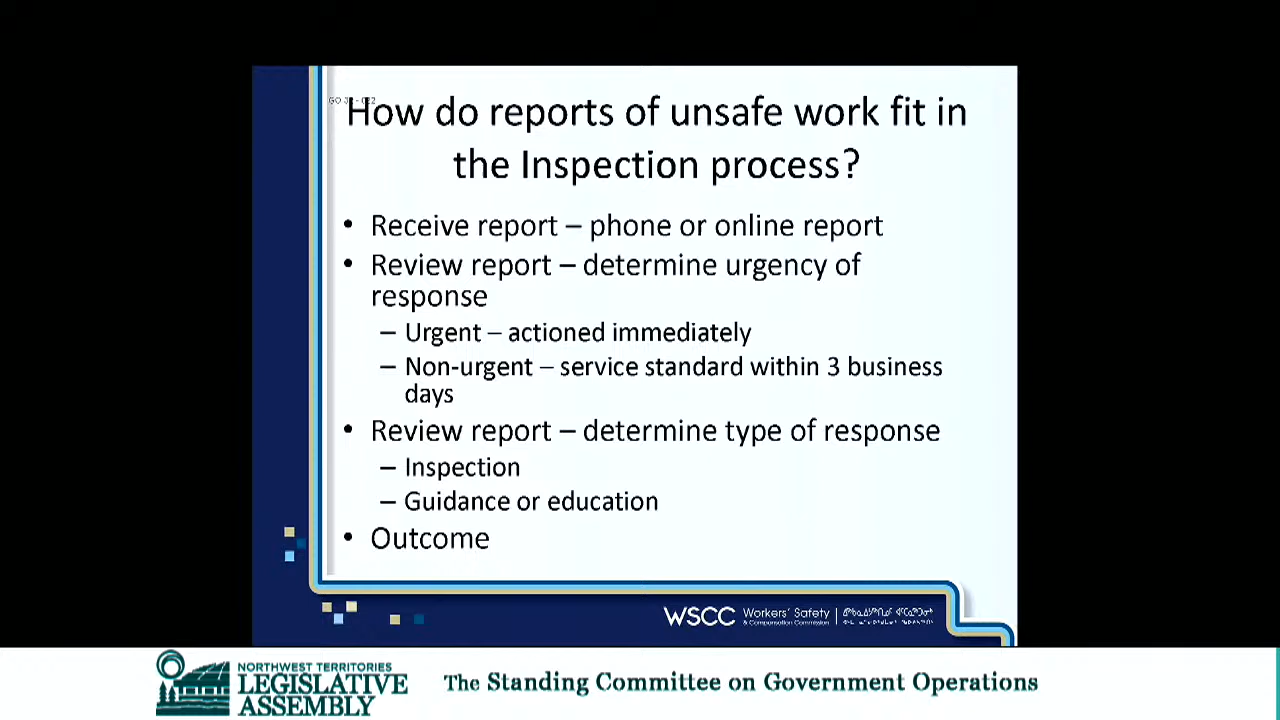 How do reports of unsafe work fit in
the Inspection process?
• Receive report – phone or online report
• Review report – determine urgency of
response
– Urgent – actioned immediately
– Non-urgent – service standard within 3 business
days
• Review report – determine type of response
– Inspection
– Guidance or education
• Outcome
WSCC Workers' Safety
& Compensation Commission
NORTHWEST TERRITORIES
LEGISLATIVE
ASSEMBLY
The Standing Committee on Government Operations